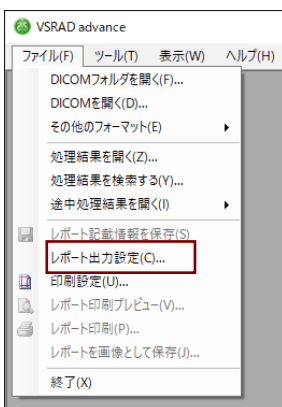 VSRAD advance
ファイル(F) ツール(T) 表示(W) ヘルプ(H)
DICOMフォルダを開く(F)...
DICOMを開く(D)...
その他のフォーマット(E)
処理結果を開く(Z)...
処理結果を検索する(Y)...
途中処理結果を開く(I)
レポート記載情報を保存(S)
レポート出力設定(C)...
印刷設定(U)...
レポート印刷プレビュー(V)...
レポート印刷(P)...
レポートを画像として保存(J)...
終了(X)